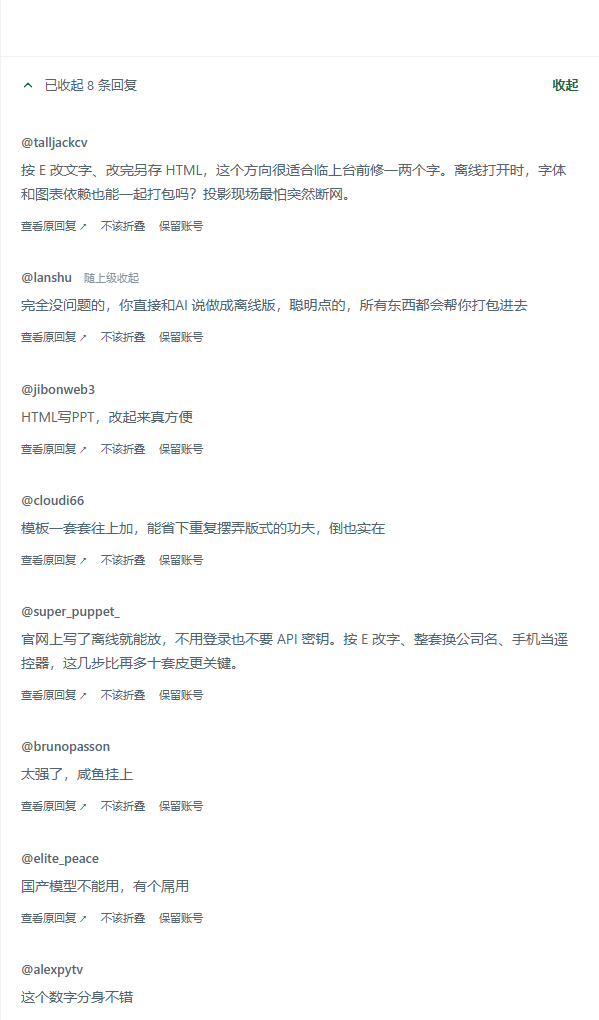 已收起 8 条回复
收起
@talljackcv
按 E 改文字、改完另存 HTML，这个方向很适合临上台前修一两个字。离线打开时，字体
和图表依赖也能一起打包吗？投影现场最怕突然断网。
查看原回复 ↗ 不该折叠 保留账号
@lanshu 随上级收起
完全没问题的，你直接和AI 说做成离线版，聪明点的，所有东西都会帮你打包进去
查看原回复 ↗ 不该折叠 保留账号
@jibonweb3
HTML写PPT，改起来真方便
查看原回复 ↗ 不该折叠 保留账号
@cloudi66
模板一套套往上加，能省下重复摆弄版式的功夫，倒也实在
查看原回复 ↗ 不该折叠 保留账号
@super_puppet_
官网上写了离线就能放，不用登录也不要 API 密钥。按 E 改字、整套换公司名、手机当遥
控器，这几步比再多十套皮更关键。
查看原回复 ↗ 不该折叠 保留账号
@brunopasson
太强了，咸鱼挂上
查看原回复 ↗ 不该折叠 保留账号
@elite_peace
国产模型不能用，有个屌用
查看原回复 ↗ 不该折叠 保留账号
@alexpytv
这个数字分身不错